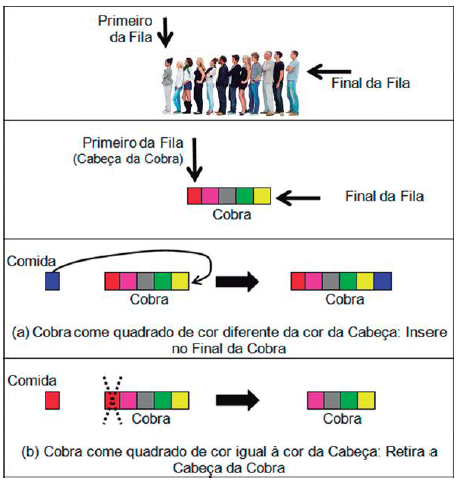 Primeiro
da Fila
Final da Fila
Primeiro da Fila
(Cabeça da Cobra)
Final da Fila
Cobra
Comida
Cobra
Cobra
(a) Cobra come quadrado de cor diferente da cor da Cabeça: Insere
no Final da Cobra
Comida
Cobra
Cobra
(b) Cobra come quadrado de cor igual à cor da Cabeça: Retira a
Cabeça da Cobra